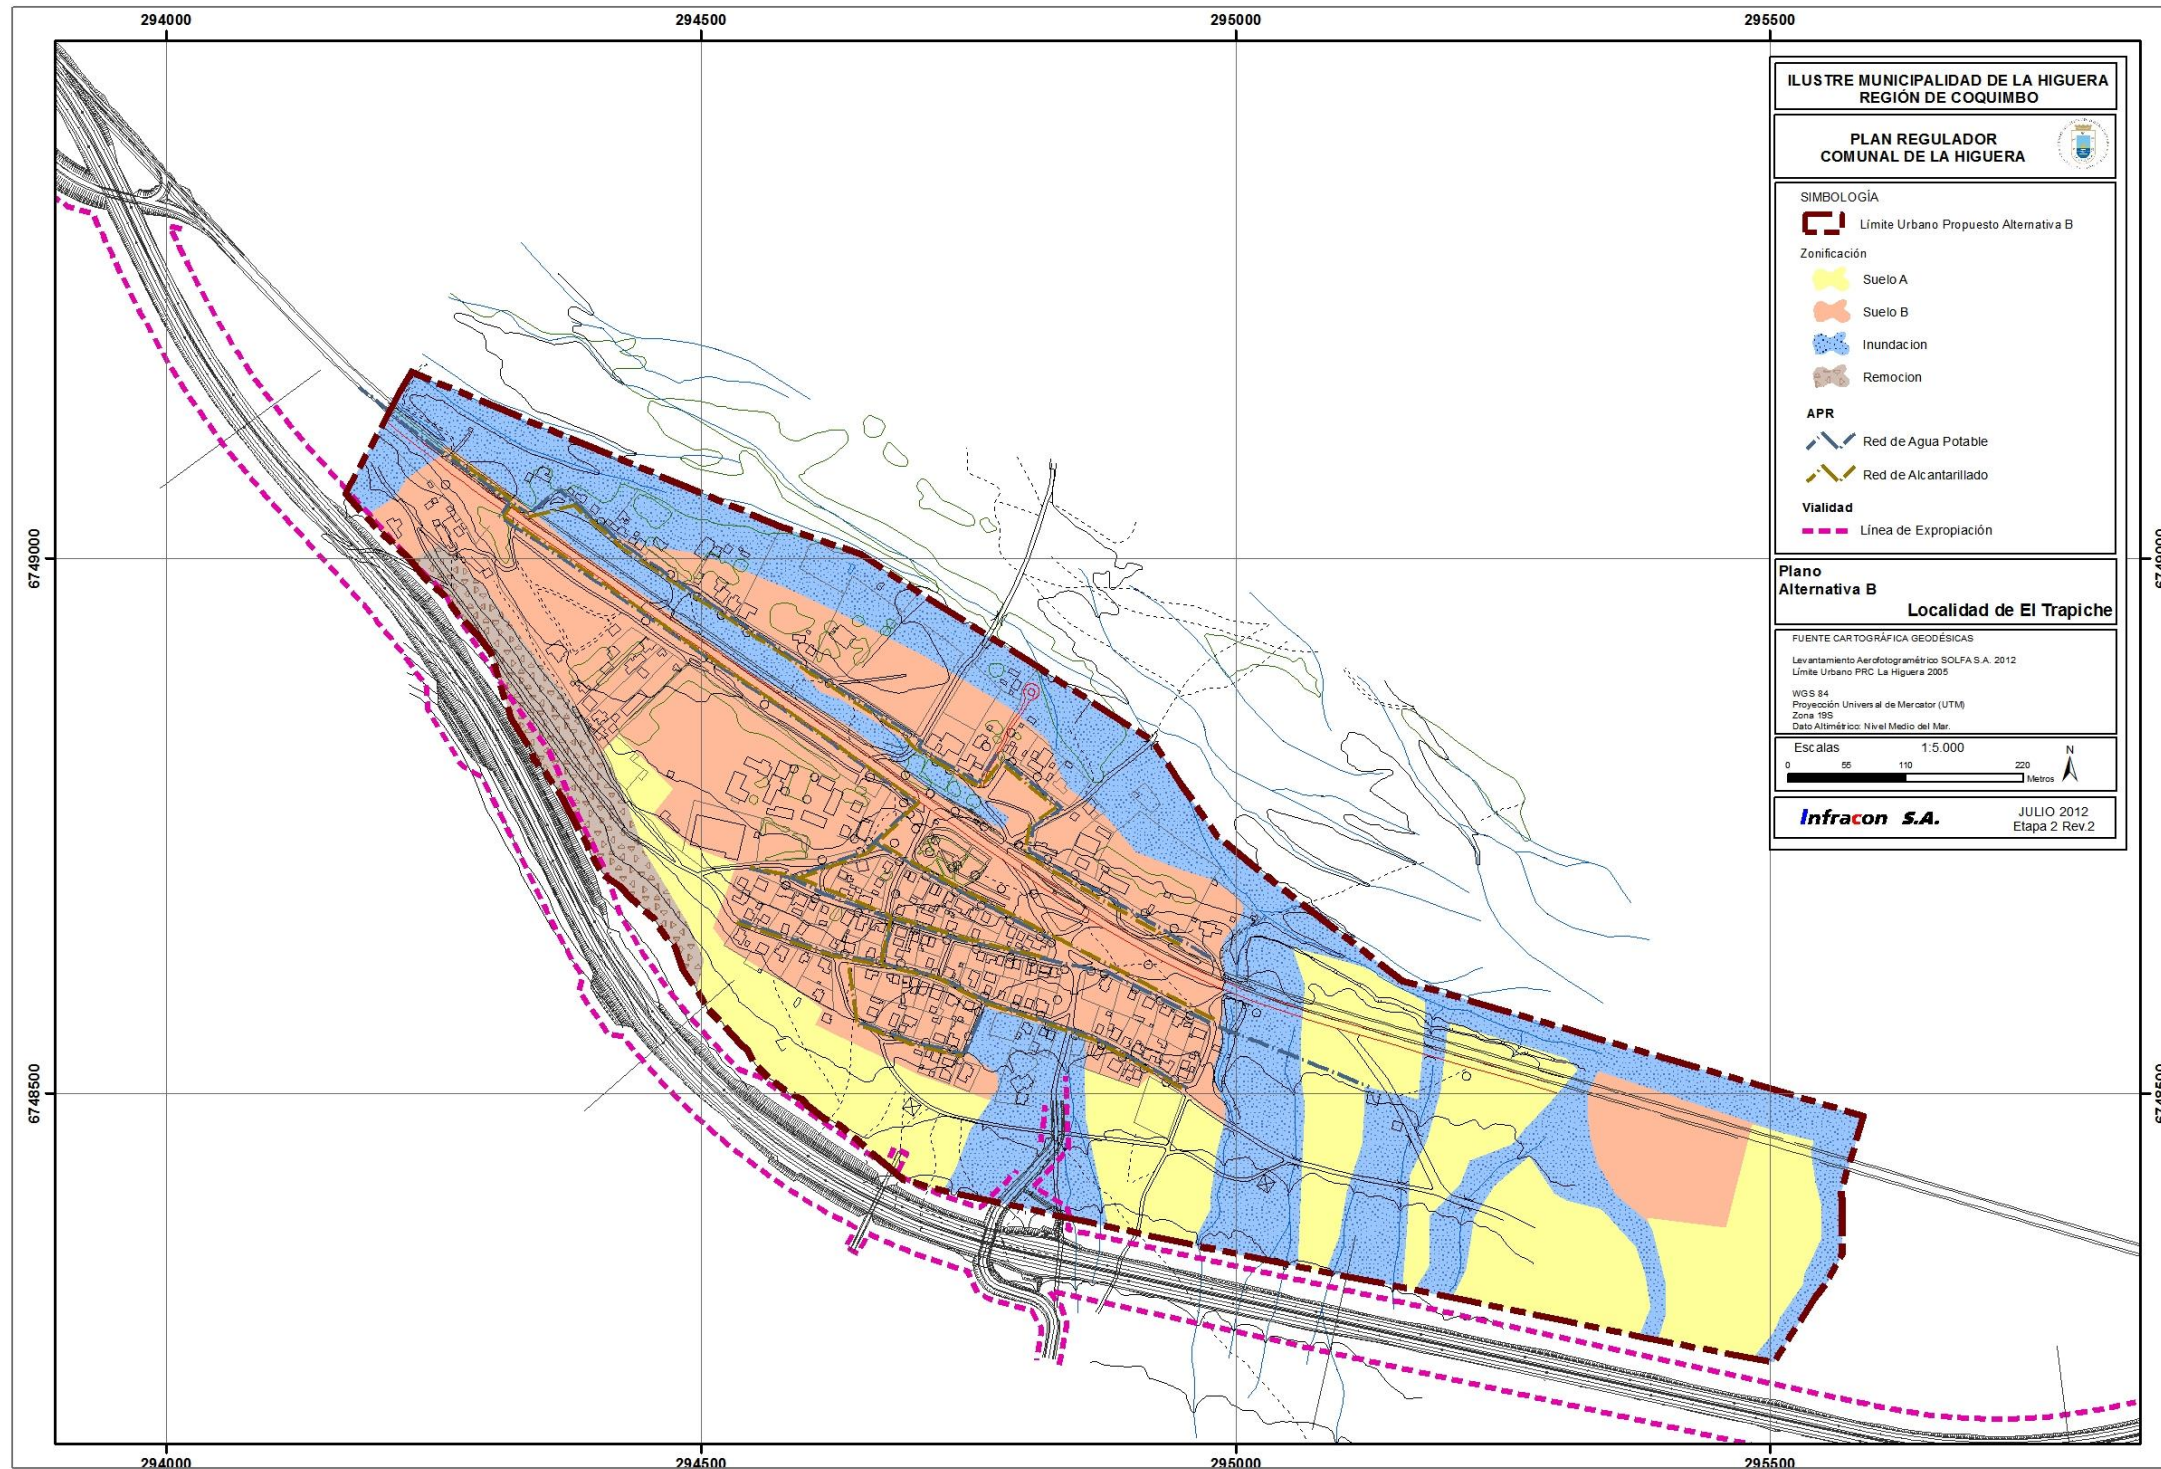 294000
294500
295000
295500
ILUSTRE MUNICIPALIDAD DE LA HIGUERA
REGIÓN DE COQUIMBO
PLAN REGULADOR
COMUNAL DE LA HIGUERA
SIMBOLOGÍA
Límite Urbano Propuesto Alternativa B
Zonificación
Suelo A
Suelo B
Inundacion
Remocion
APR
Red de Agua Potable
Red de Alcantarillado
Vialidad
Línea de Expropiación
Plano
Alternativa B
Localidad de El Trapiche
FUENTE CARTOGRÁFICA GEODÉSICAS
Levantamiento Aerofotogramétrico SOLFA S.A. 2012
Límite Urbano PRC La Higuera 2005
WGS 84
Proyección Universal de Mercator (UTM)
Zona 19S
Dato Altimétrico: Nivel Medio del Mar.
Escalas 1:5.000 N
0 55 110 220
Metros
Infracon S.A.
JULIO 2012
Etapa 2 Rev.2
6749000
6749000
6748500
6748500
294000
294500
295000
295500